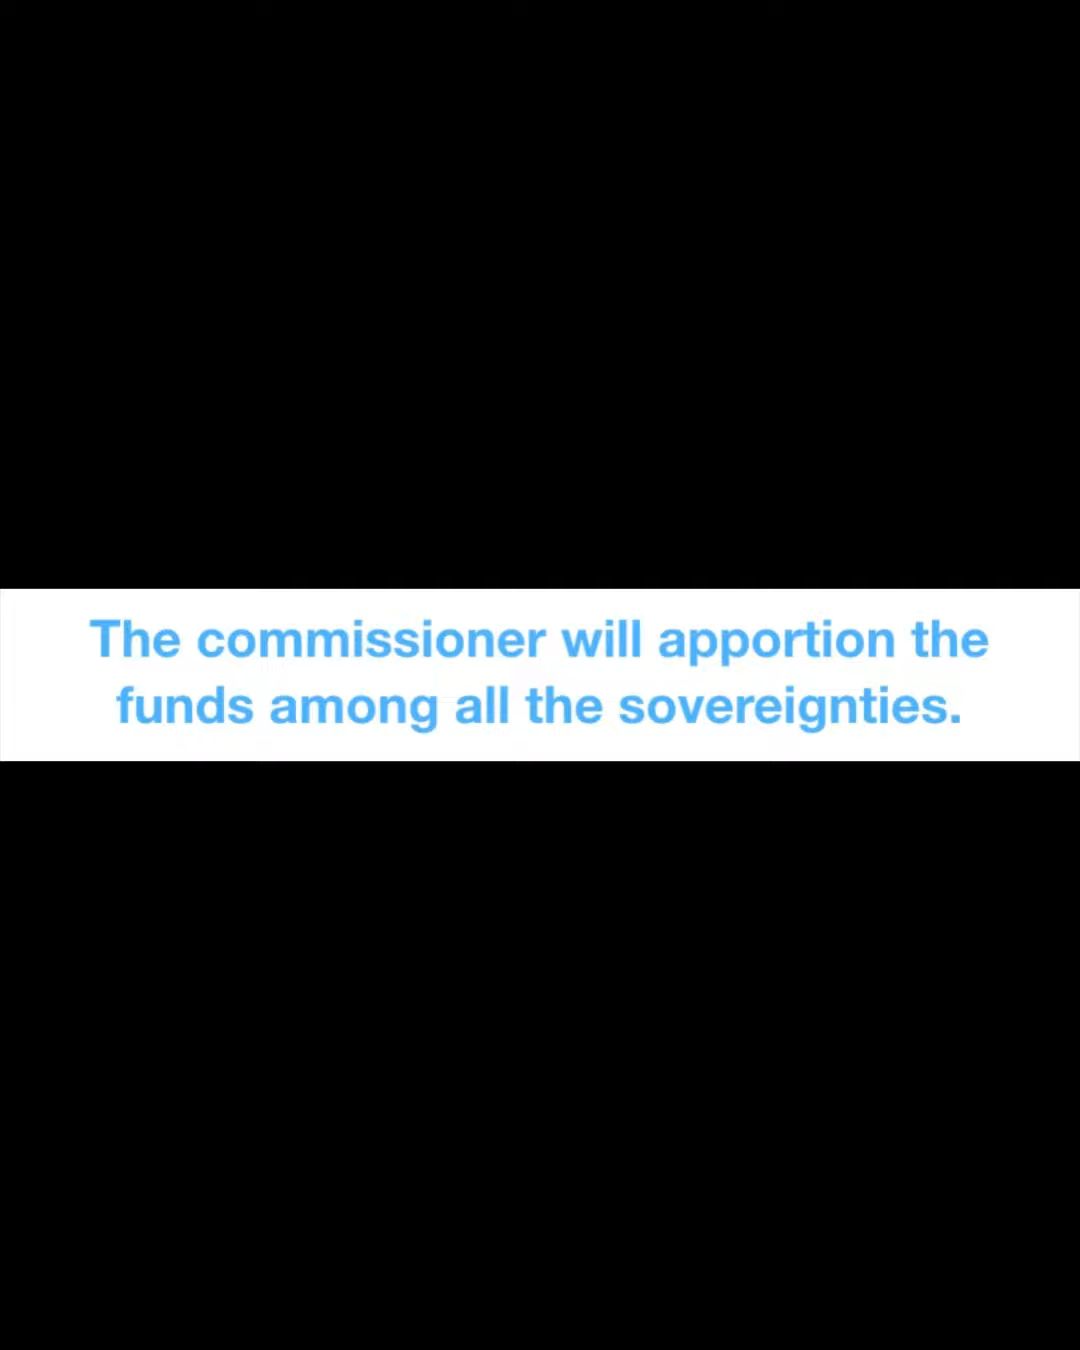 The commissioner will apportion the
funds among all the sovereignties.